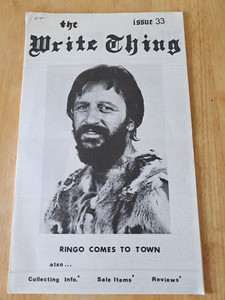 the
issue 33
Write Thing
RINGO COMES TO TOWN
also...
Collecting Info.* Sale Items* Reviews*